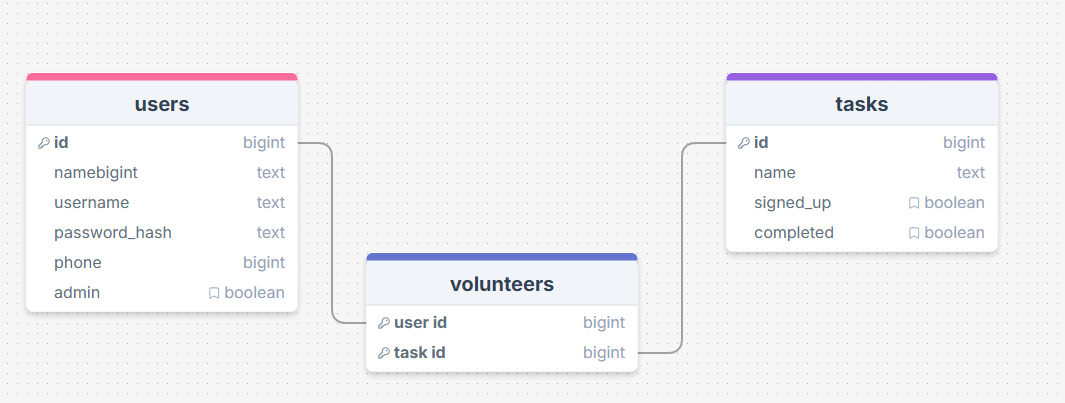 users
id bigint
namebigint text
username text
password_hash text
phone bigint
admin boolean
volunteers
user id bigint
task id bigint
tasks
id bigint
name text
signed_up boolean
completed boolean